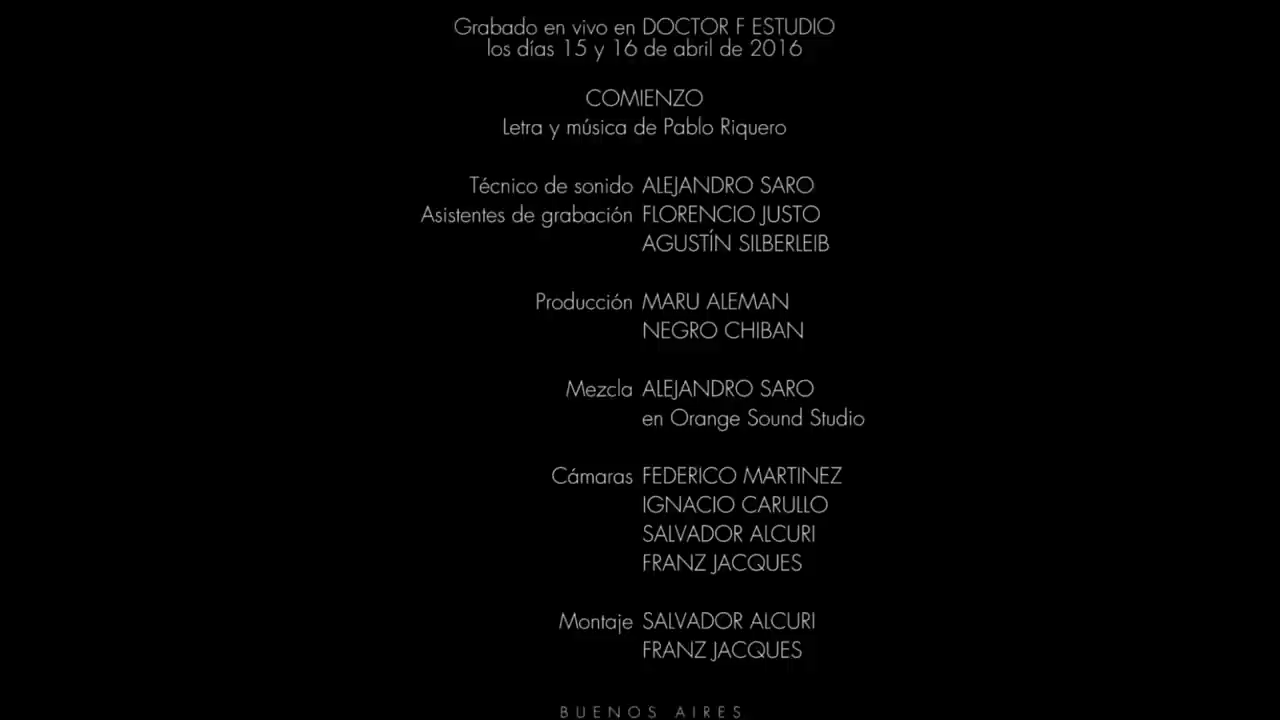 Grabado en vivo en DOCTOR F ESTUDIO
los días 15 y 16 de abril de 2016
COMIENZO
Letra y música de Pablo Riquero
Técnico de sonido ALEJANDRO SARO
Asistentes de grabación FLORENCIO JUSTO
AGUSTÍN SILBERLEIB
Producción MARU ALEMAN
NEGRO CHIBAN
Mezcla ALEJANDRO SARO
en Orange Sound Studio
Cámaras FEDERICO MARTINEZ
IGNACIO CARULLO
SALVADOR ALCURI
FRANZ JACQUES
Montaje SALVADOR ALCURI
FRANZ JACQUES
BUENOS AIRES